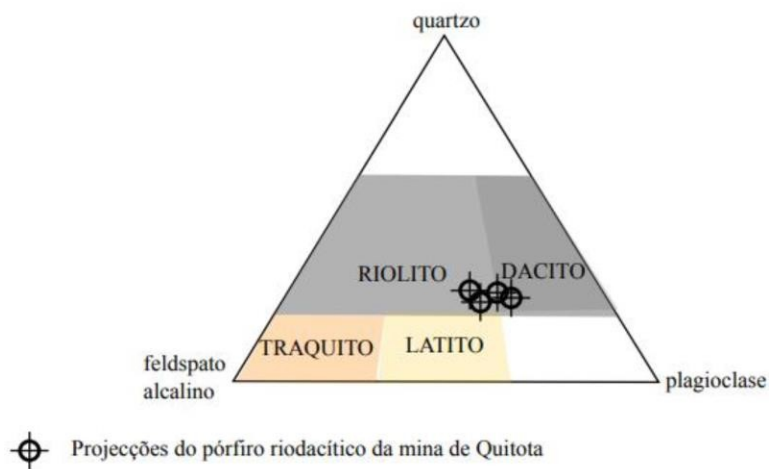 quartzo
RIOLITO
DACITO
TRAQUITO
LATITO
feldspato
alcalino
plagioclase
Projecções do pórfiro riodacítico da mina de Quitota